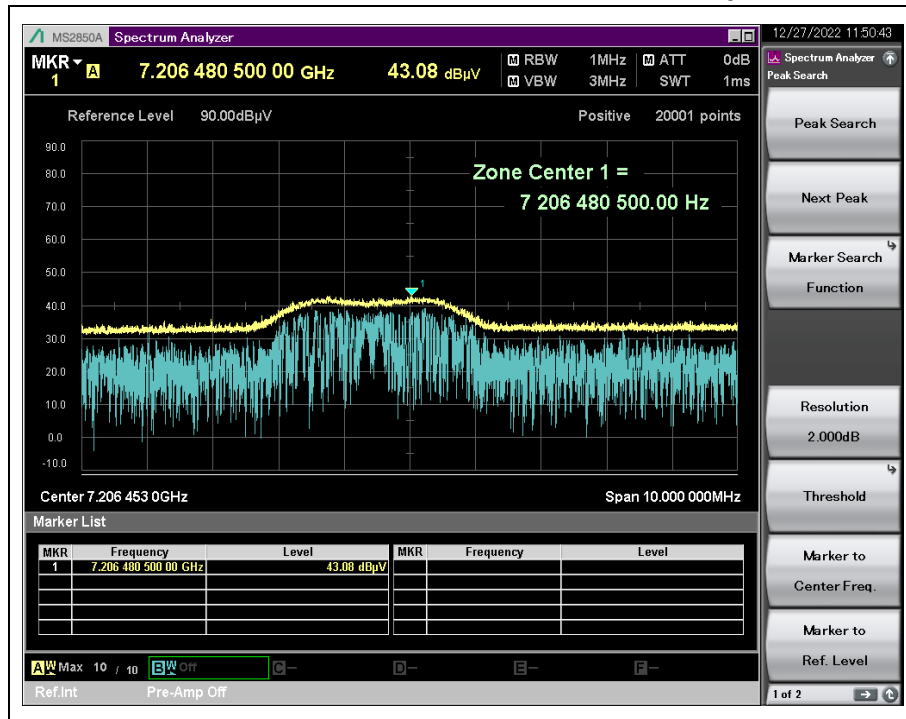 MS2850A Spectrum Analyzer
12/27/2022 11:50:43
MKR 1 A 7.206 480 500 00 GHz 43.08 dBµV
M RBW 1MHz M ATT 0dB
M VBW 3MHz SWT 1ms
Spectrum Analyzer
Peak Search
Reference Level 90.00dBµV Positive 20001 points
Zone Center 1 =
7 206 480 500.00 Hz
90.0
80.0
70.0
60.0
50.0
40.0
30.0
20.0
10.0
0.0
-10.0
1
Center 7.206 453 0GHz Span 10.000 000MHz
Marker List
MKR Frequency Level MKR Frequency Level
1 7.206 480 500 00 GHz 43.08 dBµV
A W Max 10 / 10 B W Off C - D - E - F -
Ref.Int Pre-Amp Off
Peak Search
Next Peak
Marker Search
Function
Resolution
2.000dB
Threshold
Marker to
Center Freq.
Marker to
Ref. Level
1 of 2